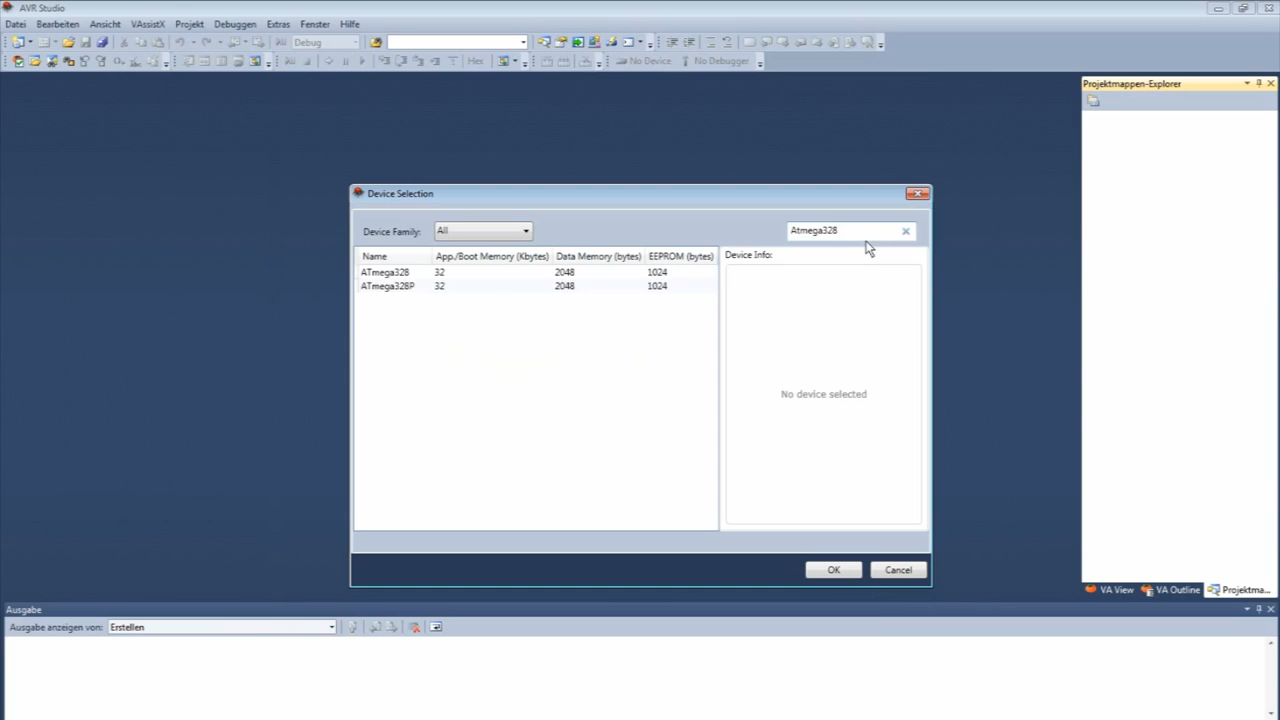 AVR Studio
Datei Bearbeiten Ansicht VAssistX Projekt Debuggen Extras Fenster Hilfe
Debug
Hex No Device No Debugger
Projektmappen-Explorer
Device Selection
Device Family: All Atmega328
Name App./Boot Memory (Kbytes) Data Memory (bytes) EEPROM (bytes) Device Info:
ATmega328 32 2048 1024
ATmega328P 32 2048 1024
No device selected
OK Cancel
VA View VA Outline Projektma...
Ausgabe
Ausgabe anzeigen von: Erstellen